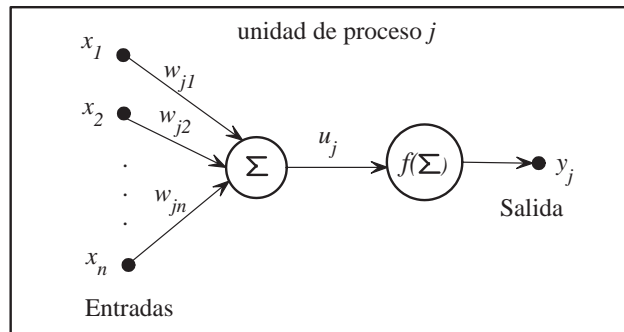 unidad de proceso j
x1
wj1
x2
wj2
uj
Σ
f(Σ)
yj
.
.
.
wjn
Salida
xn
Entradas